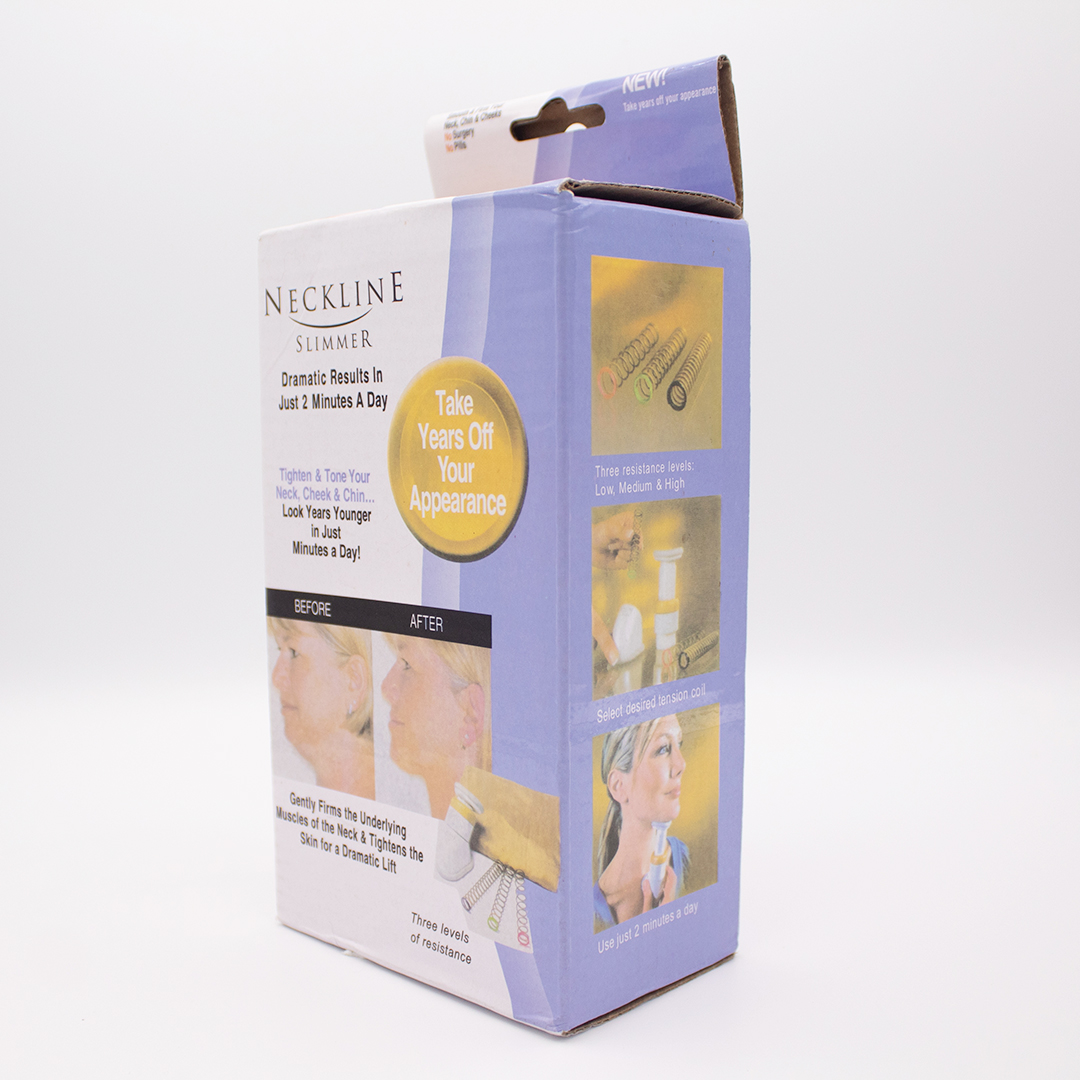 NEW!
Take years off your appearance
Neck, Chin & Cheeks
No Surgery
No Pills
NECKLINE
SLIMMER
Dramatic Results In
Just 2 Minutes A Day
Take
Years Off
Your
Appearance
Tighten & Tone Your
Neck, Cheek & Chin...
Look Years Younger
in Just
Minutes a Day!
BEFORE
AFTER
Gently Firms the Underlying
Muscles of the Neck & Tightens the
Skin for a Dramatic Lift
Three levels
of resistance
Three resistance levels:
Low, Medium & High
Select desired tension coil
Use just 2 minutes a day